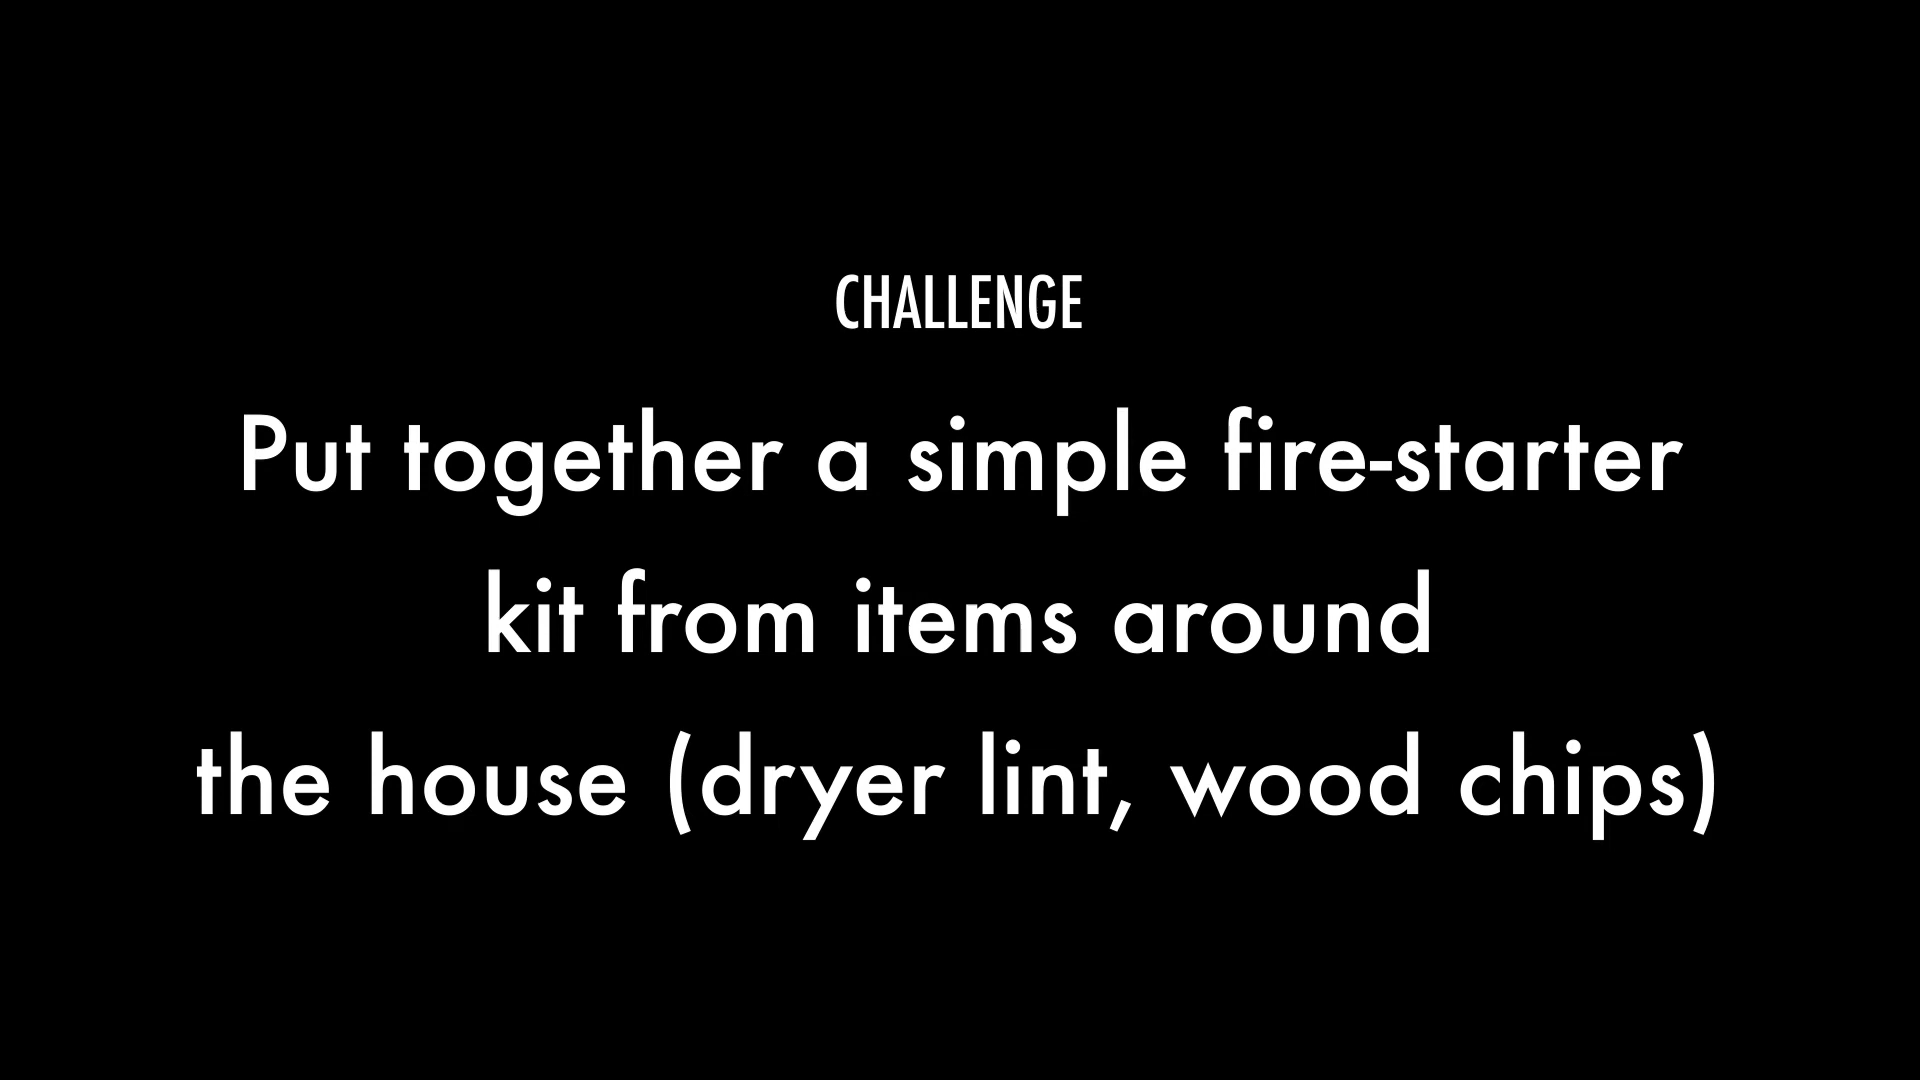 CHALLENGE
Put together a simple fire-starter
kit from items around
the house (dryer lint, wood chips)